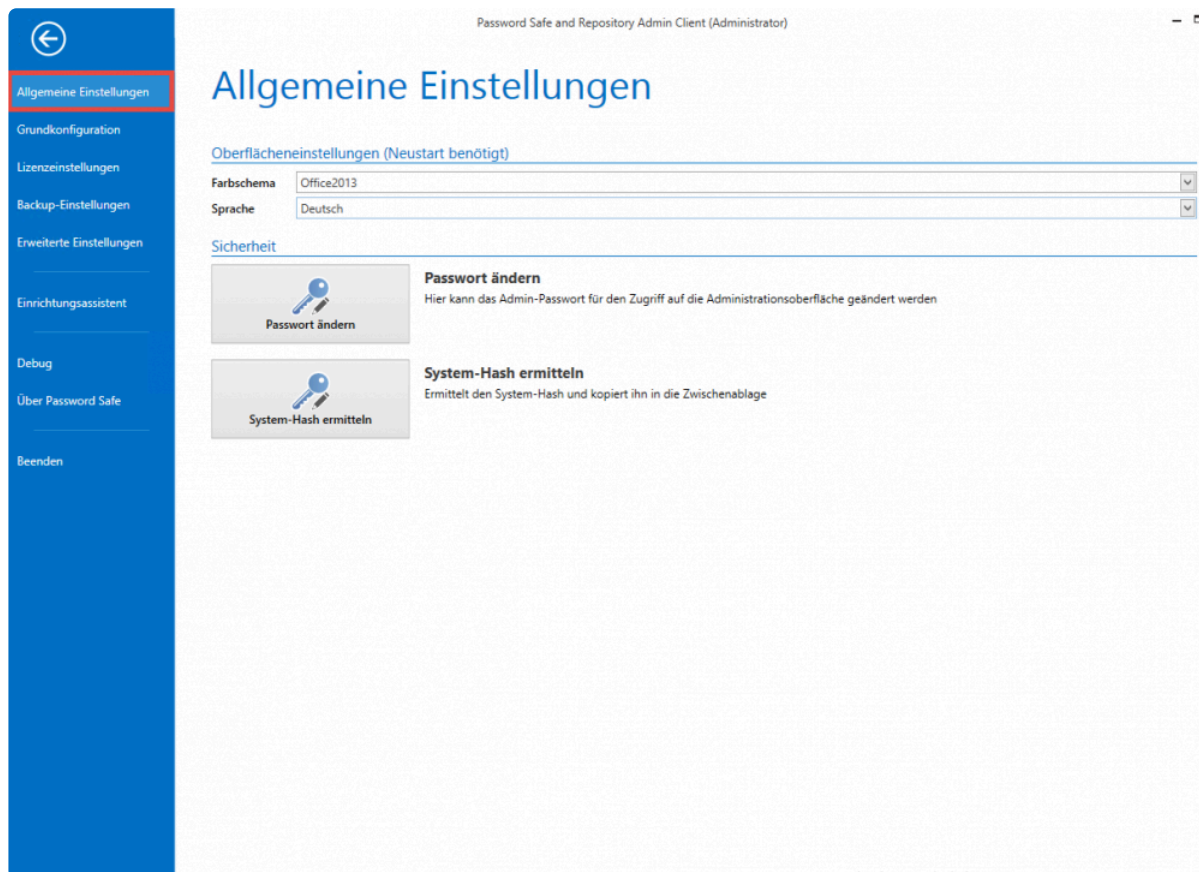 Password Safe and Repository Admin Client (Administrator)
Allgemeine Einstellungen
Grundkonfiguration
Lizenzeinstellungen
Backup-Einstellungen
Erweiterte Einstellungen
Einrichtungsassistent
Debug
Über Password Safe
Beenden
Allgemeine Einstellungen
Oberflächeneinstellungen (Neustart benötigt)
Farbschema Office2013
Sprache Deutsch
Sicherheit
Passwort ändern
Passwort ändern
Hier kann das Admin-Passwort für den Zugriff auf die Administrationsoberfläche geändert werden
System-Hash ermitteln
System-Hash ermitteln
Ermittelt den System-Hash und kopiert ihn in die Zwischenablage